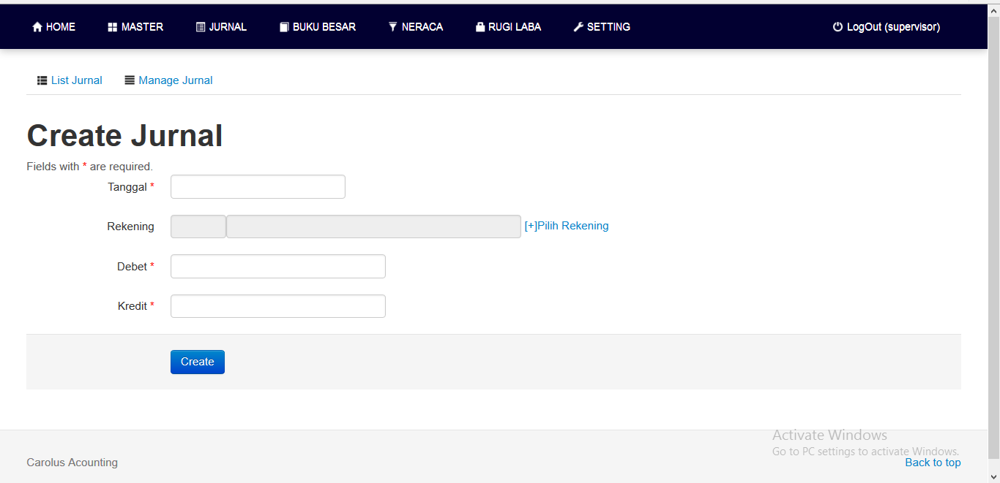 HOME MASTER JURNAL BUKU BESAR NERACA RUGI LABA SETTING LogOut (supervisor)
List Jurnal Manage Jurnal
Create Jurnal
Fields with * are required.
Tanggal *
Rekening [+]Pilih Rekening
Debet *
Kredit *
Create
Activate Windows
Go to PC settings to activate Windows.
Carolus Acounting Back to top